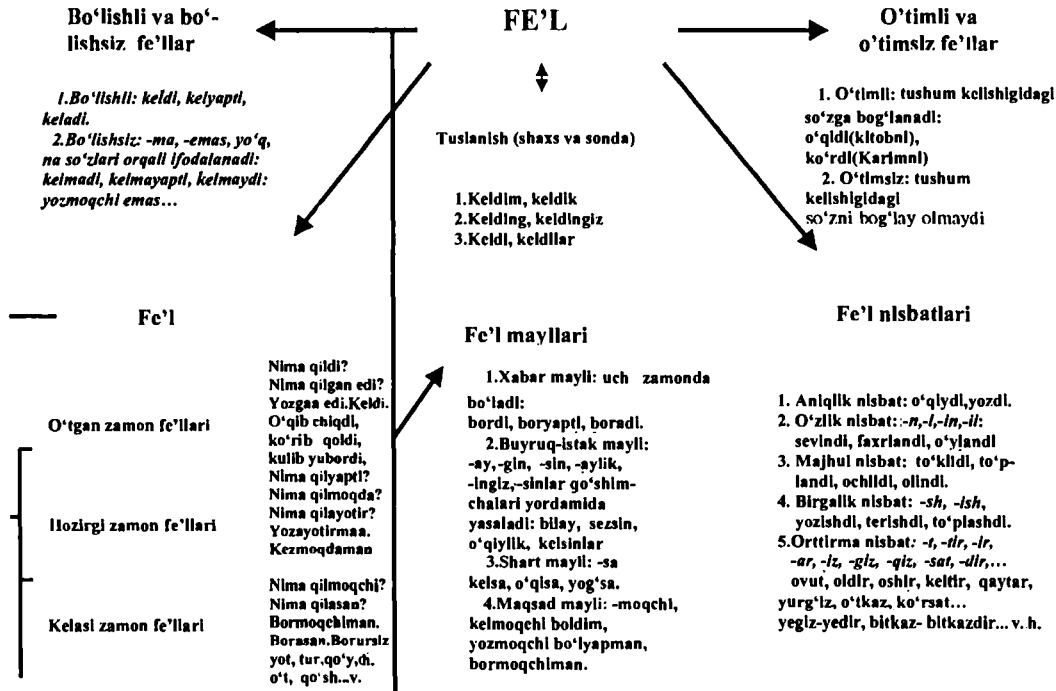 FE’L
Bo‘lishli va bo‘-
lishsiz fe’llar
1.Bo‘lishli: keldi, kelyapti,
keladi.
2.Bo‘lishsiz: -ma, -emas, yo‘q,
na so‘zlari orqali ifodalanadi:
kelmadi, kelmayapti, kelmaydi:
yozmoqchi emas…
Tuslanish (shaxs va sonda)
1.Keldim, keldik
2.Kelding, keldingiz
3.Keldi, keldilar
O’timli va
o’timsiz fe’llar
1. O‘timli: tushum kelishigidagi
so‘zga bog‘lanadi:
o‘qidi(kitobni),
ko‘rdi(Karimni)
2. O‘timsiz: tushum
kelishigidagi
so‘zni bog‘lay olmaydi
Fe’l
O‘tgan zamon fe’llari
Nima qildi?
Nima qilgan edi?
Yozgaa edi.Keldi.
O‘qib chiqdi,
ko‘rib qoldi,
kulib yubordi,
Hozirgi zamon fe’llari
Nima qilyapti?
Nima qilmoqda?
Nima qilayotir?
Yozayotirmaa.
Kezmoqdaman
Kelasi zamon fe’llari
Nima qilmoqchi?
Nima qilasan?
Bormoqchiman.
Borasan.Borursiz
yot, tur,qo‘y,
o‘t, qo‘sh...v.
Fe’l mayllari
1.Xabar mayli: uch zamonda
bo‘ladi:
bordi, boryapti, boradi.
2.Buyruq-istak mayli:
-ay,-gin, -sin, -aylik,
-ingiz,-sinlar qo‘shim-
chalari yordamida
yasaladi: bilay, sezsin,
o‘qiylik, kelsinlar
3.Shart mayli: -sa
kelsa, o‘qisa, yog‘sa.
4.Maqsad mayli: -moqchi,
kelmoqchi boldim,
yozmoqchi bo‘lyapman,
bormoqchiman.
Fe’l nisbatlari
1. Aniqlik nisbat: o‘qiydi,yozdi.
2. O‘zlik nisbat: -n,-l,-in,-il:
sevindi, faxrlandi, o‘ylandi
3. Majhul nisbat: to‘kildi, to‘p-
landi, ochildi, olindi.
4. Birgalik nisbat: -sh, -ish,
yozishdi, terishdi, to‘plashdi.
5.Orttirma nisbat: -t, -tir, -ir,
-ar, -iz, -giz, -qiz, -sat, -dir,…
ovut, oldir, oshir, keltir, qaytar,
yurg‘iz, o‘tkaz, ko‘rsat…
yegiz-yedir, bitkaz- bitkazdir... v. h.